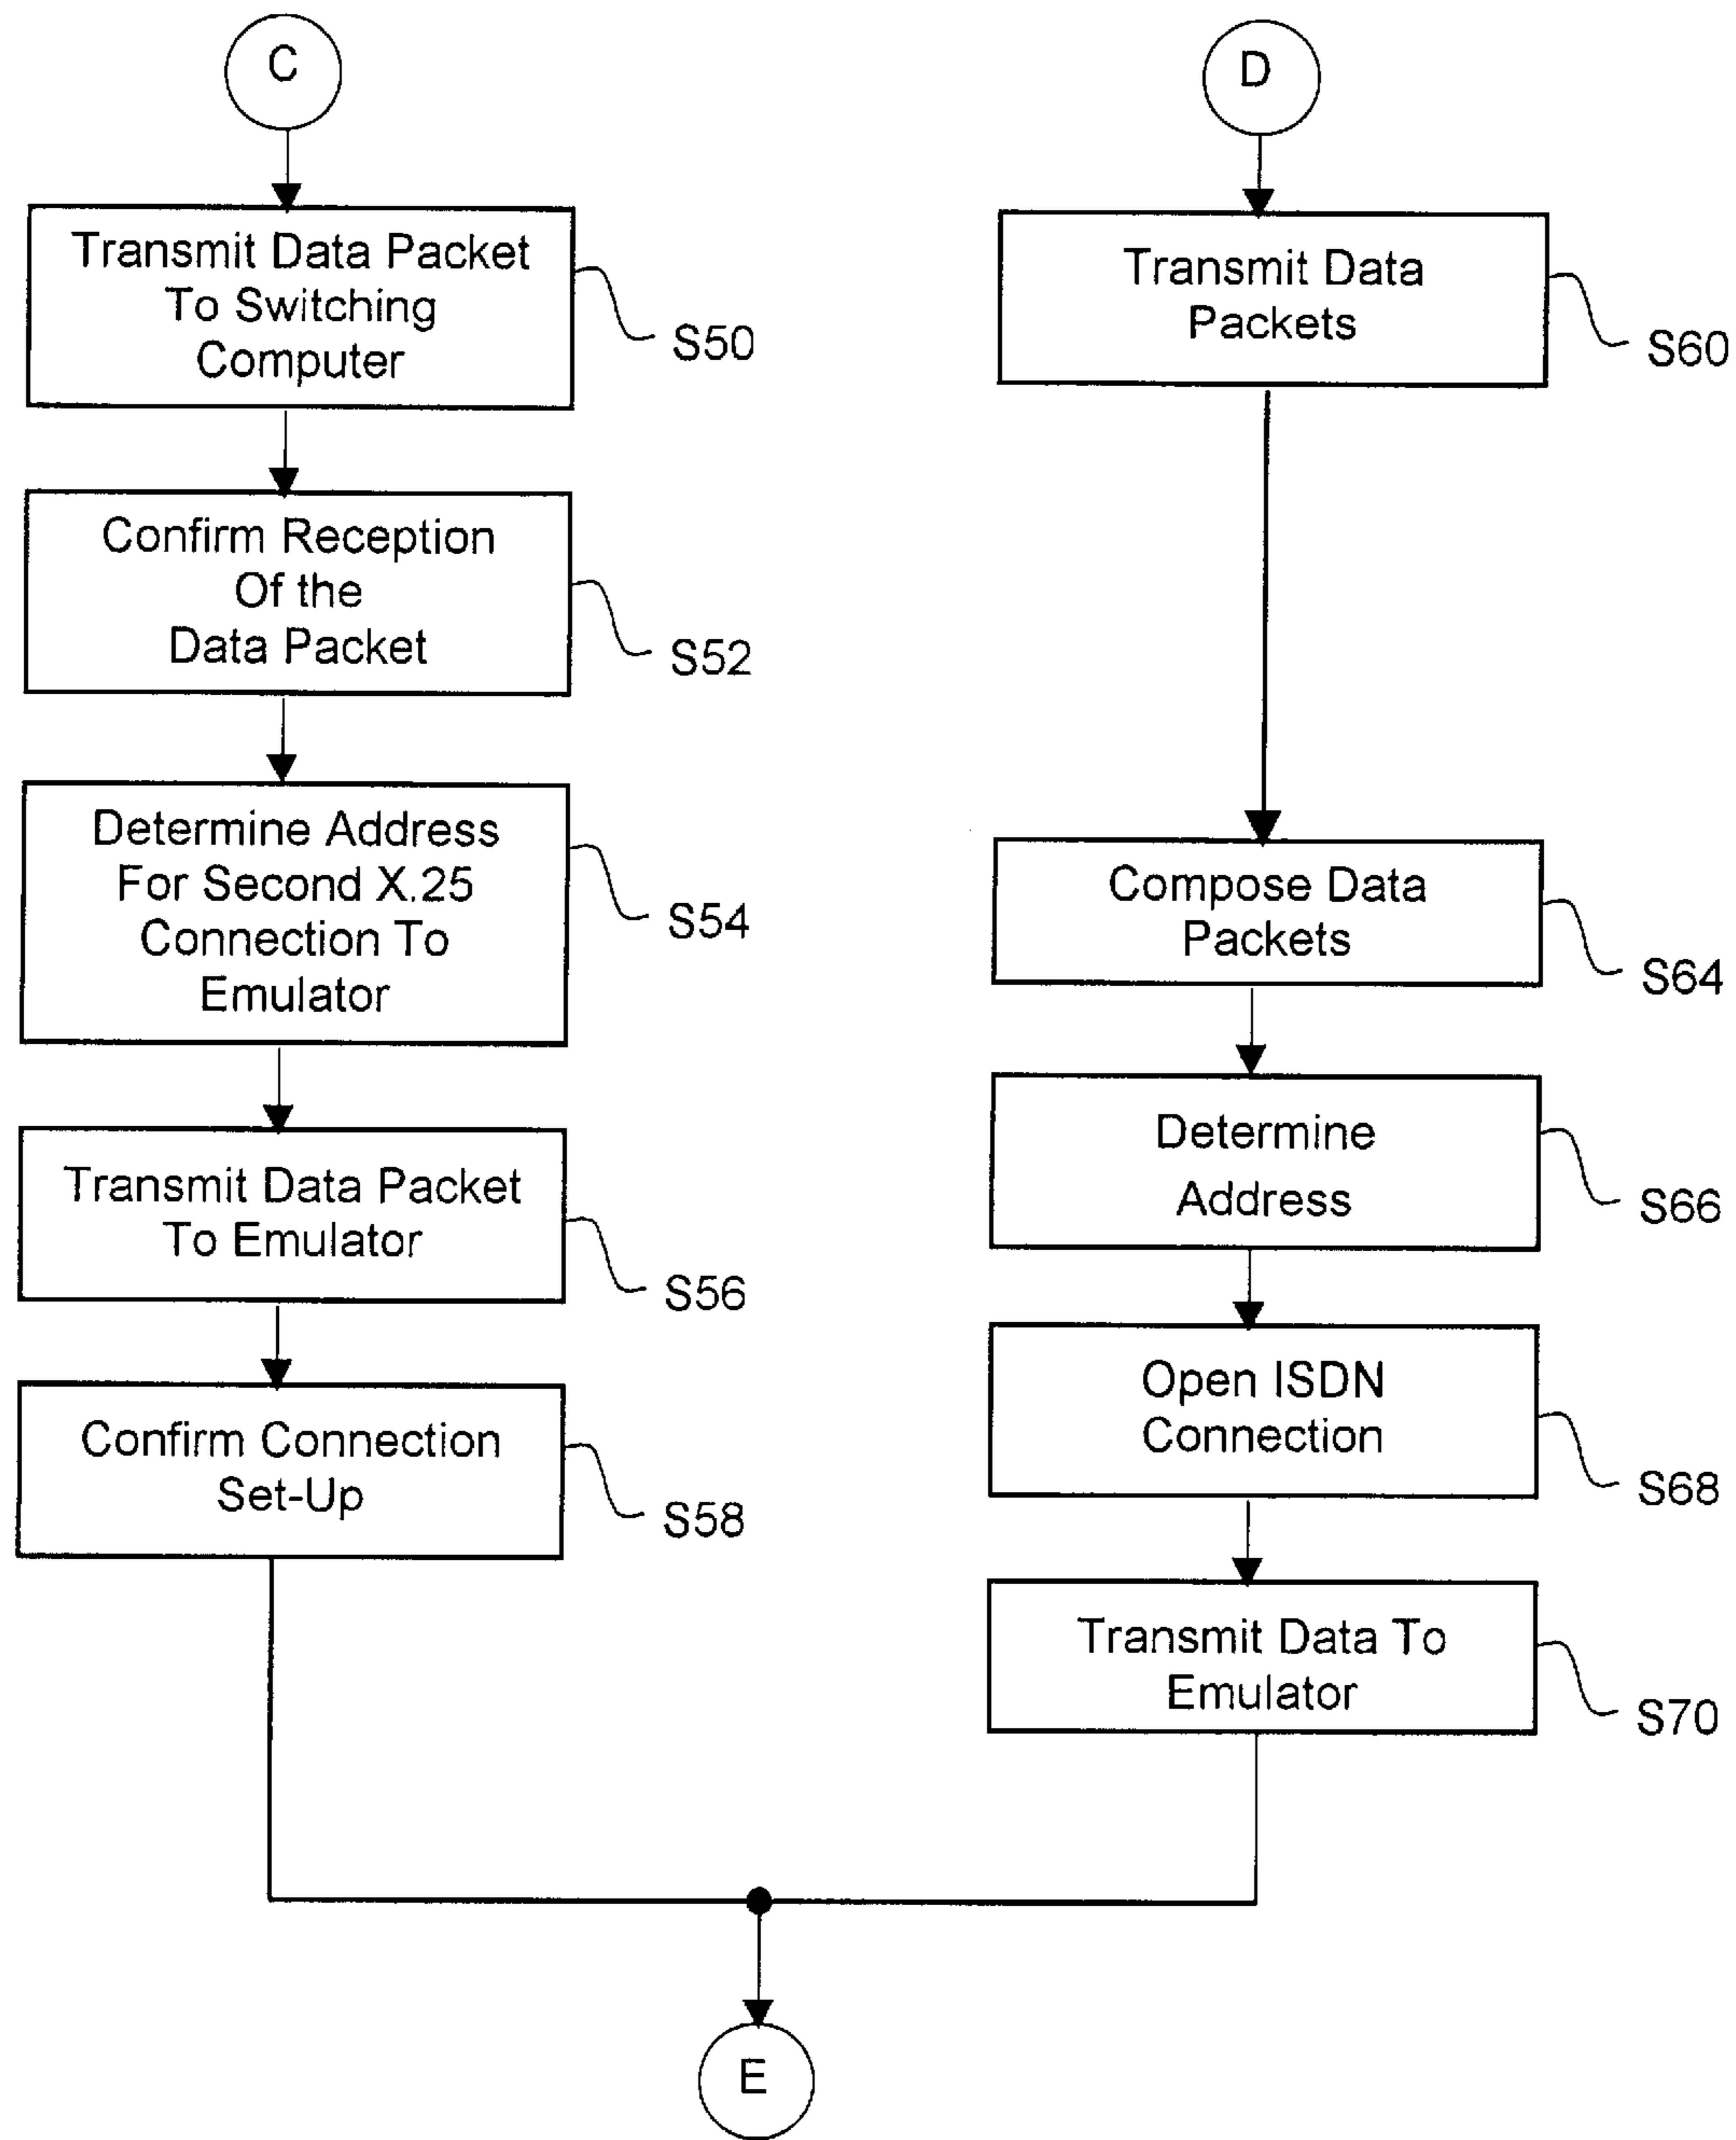 C
Transmit Data Packet
To Switching
Computer
S50
Confirm Reception
Of the
Data Packet
S52
Determine Address
For Second X.25
Connection To
Emulator
S54
Transmit Data Packet
To Emulator
S56
Confirm Connection
Set-Up
S58
D
Transmit Data
Packets
S60
Compose Data
Packets
S64
Determine
Address
S66
Open ISDN
Connection
S68
Transmit Data To
Emulator
S70
E